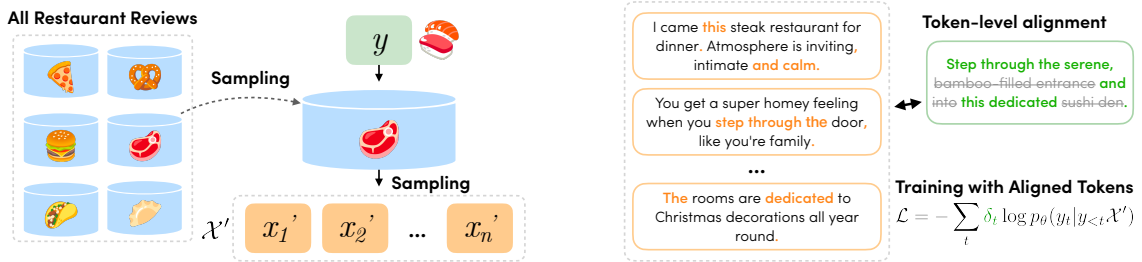 All Restaurant Reviews
Sampling
y
Sampling
𝒳′ x₁’ x₂’ ... xₙ’
I came this steak restaurant for
dinner. Atmosphere is inviting,
intimate and calm.
You get a super homey feeling
when you step through the door,
like you're family.
...
The rooms are dedicated to
Christmas decorations all year
round.
Token-level alignment
Step through the serene,
bamboo-filled entrance and
into this dedicated sushi den.
Training with Aligned Tokens
ℒ = − ∑ₜ δₜ log p_θ(yₜ|y<ₜ𝒳′)